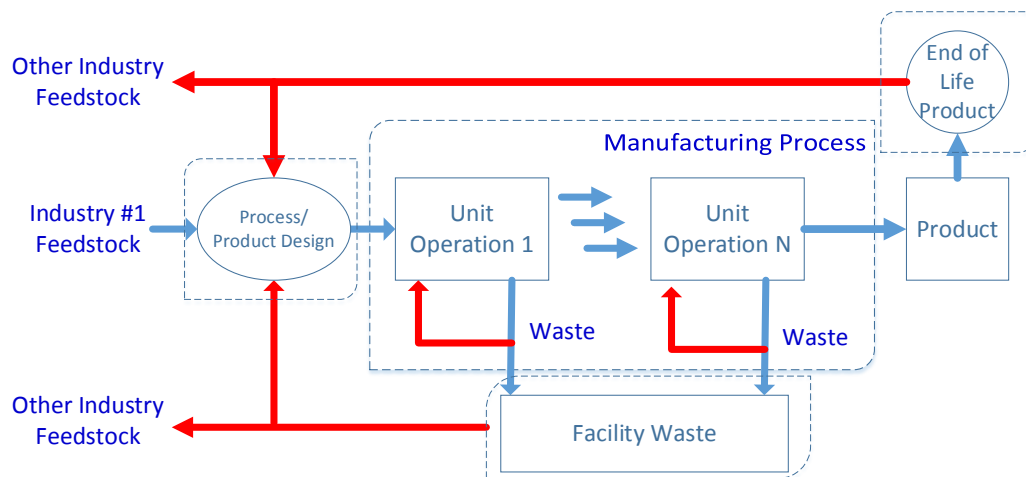 Other Industry
Feedstock
End of
Life
Product
Manufacturing Process
Industry #1
Feedstock
Process/
Product Design
Unit
Operation 1
Unit
Operation N
Product
Waste
Waste
Other Industry
Feedstock
Facility Waste